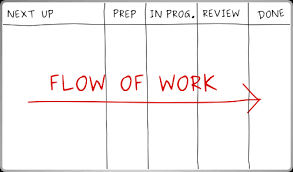 NEXT UP PREP IN PROG. REVIEW DONE
FLOW OF WORK